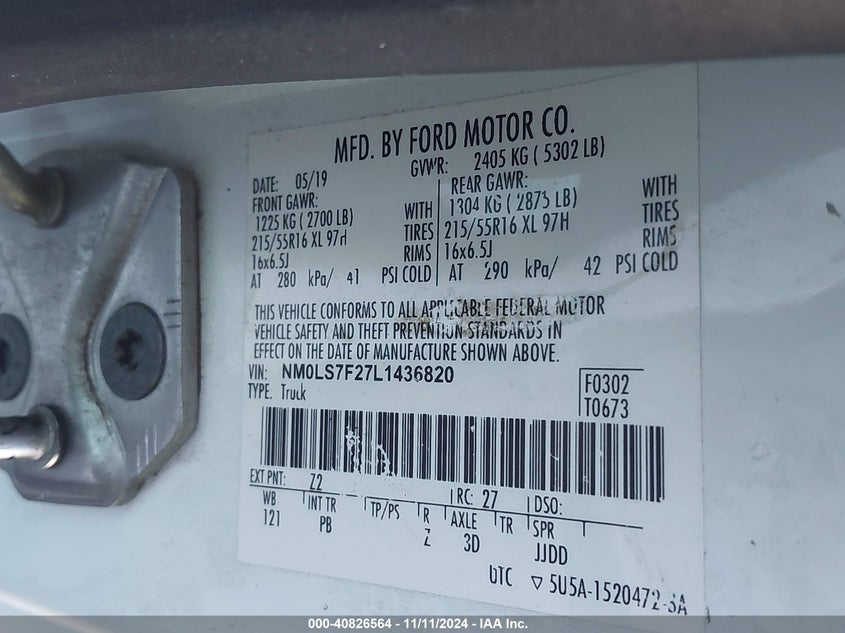 MFD. BY FORD MOTOR CO.
DATE: 05/19 GVWR: 2405 KG ( 5302 LB)
FRONT GAWR: REAR GAWR:
1225 KG (2700 LB) WITH 1304 KG ( 2875 LB) WITH
215/55R16 XL 97H TIRES 215/55R16 XL 97H TIRES
16x6.5J RIMS 16x6.5J RIMS
AT 280 kPa/ 41 PSI COLD AT 290 kPa/ 42 PSI COLD
THIS VEHICLE CONFORMS TO ALL APPLICABLE FEDERAL MOTOR
VEHICLE SAFETY AND THEFT PREVENTION STANDARDS IN
EFFECT ON THE DATE OF MANUFACTURE SHOWN ABOVE.
VIN: NM0LS7F27L1436820 F0302
TYPE: Truck T0673
EXT PNT: Z2 RC: 27 DSO:
WB INT TR TP/PS R AXLE TR SPR
121 PB Z 3D JJDD
UTC ▽ 5U5A-1520472-SA
000-40826564 - 11/11/2024 - IAA Inc.